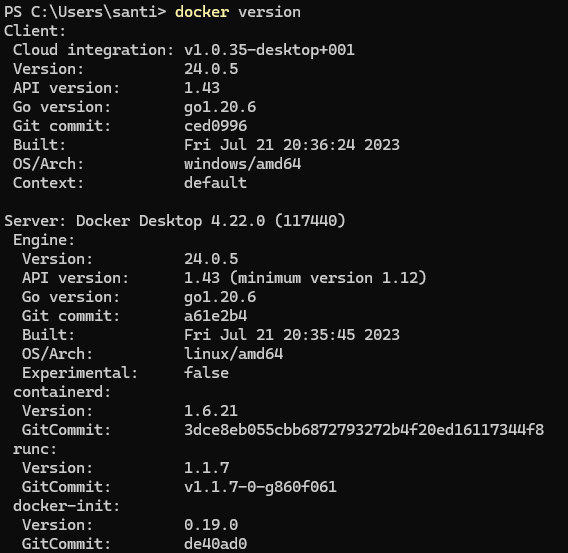 PS C:\Users\santi> docker version
Client:
 Cloud integration: v1.0.35-desktop+001
 Version:           24.0.5
 API version:       1.43
 Go version:        go1.20.6
 Git commit:        ced0996
 Built:             Fri Jul 21 20:36:24 2023
 OS/Arch:           windows/amd64
 Context:           default

Server: Docker Desktop 4.22.0 (117440)
 Engine:
  Version:          24.0.5
  API version:      1.43 (minimum version 1.12)
  Go version:       go1.20.6
  Git commit:       a61e2b4
  Built:            Fri Jul 21 20:35:45 2023
  OS/Arch:          linux/amd64
  Experimental:     false
 containerd:
  Version:          1.6.21
  GitCommit:        3dce8eb055cbb6872793272b4f20ed16117344f8
 runc:
  Version:          1.1.7
  GitCommit:        v1.1.7-0-g860f061
 docker-init:
  Version:          0.19.0
  GitCommit:        de40ad0